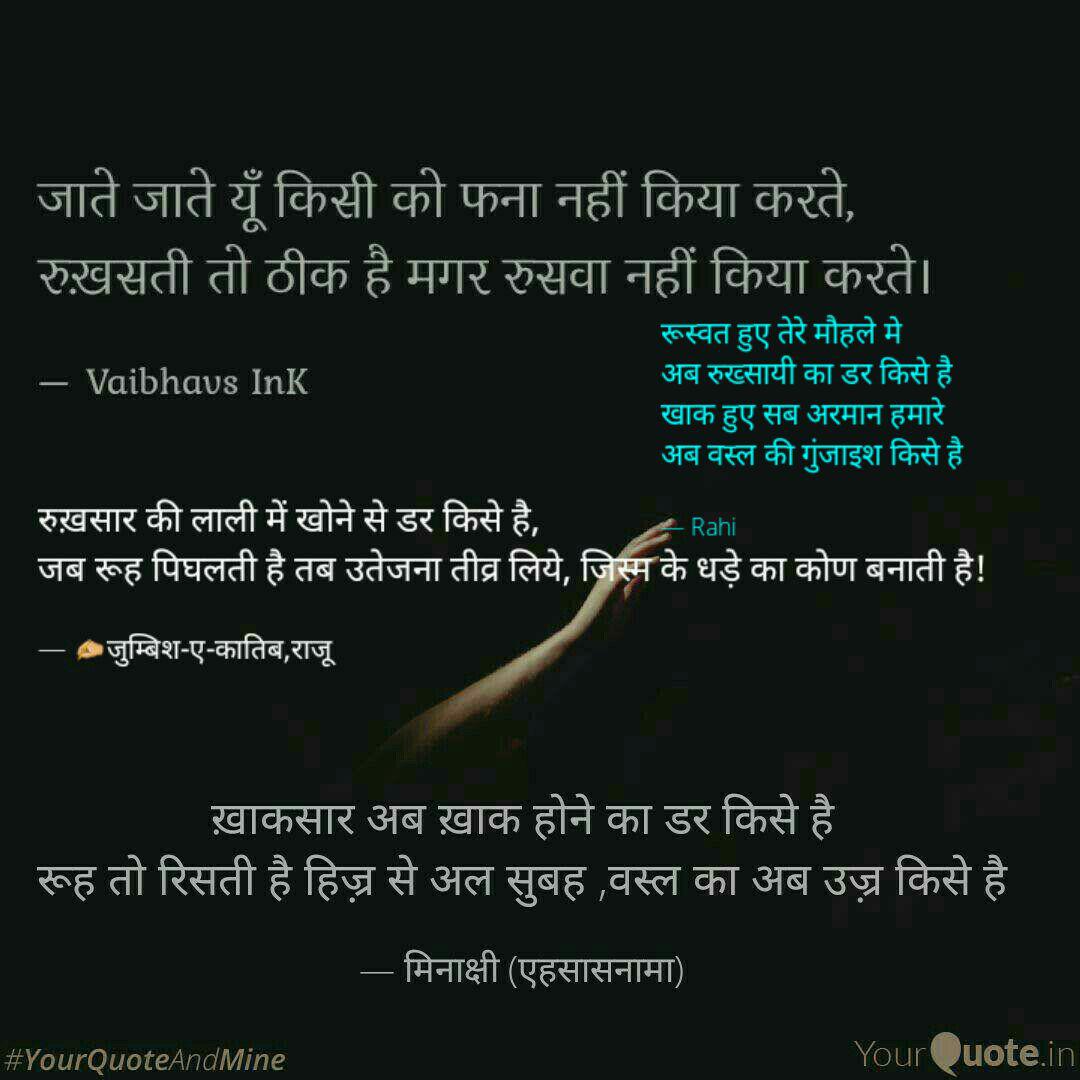 जाते जाते यूँ किसी को फना नहीं किया करते,
रुख़सती तो ठीक है मगर रुसवा नहीं किया करते।
— Vaibhavs InK
रूस्वत हुए तेरे मौहले मे
अब रुख्सायी का डर किसे है
खाक हुए सब अरमान हमारे
अब वस्ल की गुंजाइश किसे है
— Rahi
रुख़सार की लाली में खोने से डर किसे है,
जब रूह पिघलती है तब उतेजना तीव्र लिये, जिस्म के धड़े का कोण बनाती है!
— ✍जुम्बिश-ए-कातिब,राजू
ख़ाकसार अब ख़ाक होने का डर किसे है
रूह तो रिसती है हिज़्र से अल सुबह ,वस्ल का अब उज़्र किसे है
— मिनाक्षी (एहसासनामा)
#YourQuoteAndMine
YourQuote.in